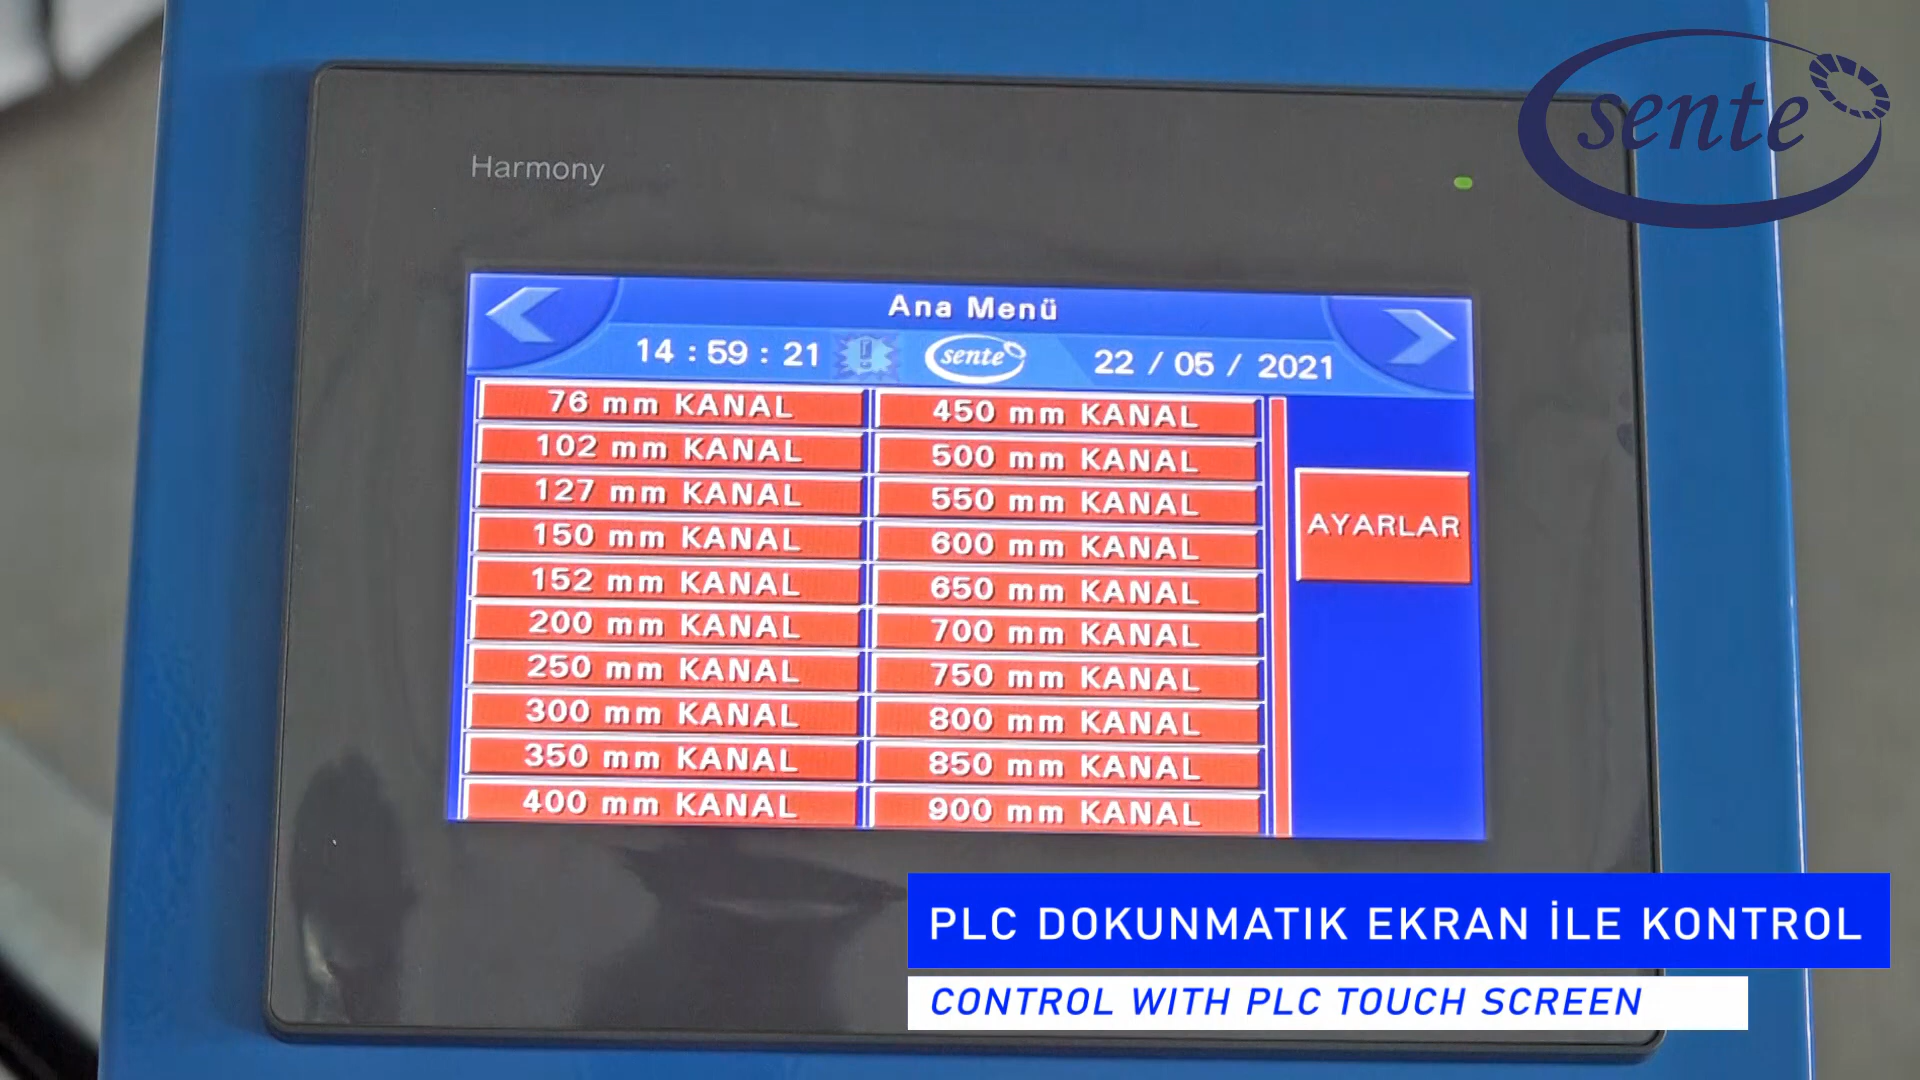 sente
Harmony
Ana Menü
14 : 59 : 21
sente
22 / 05 / 2021
76 mm KANAL
102 mm KANAL
127 mm KANAL
150 mm KANAL
152 mm KANAL
200 mm KANAL
250 mm KANAL
300 mm KANAL
350 mm KANAL
400 mm KANAL
450 mm KANAL
500 mm KANAL
550 mm KANAL
600 mm KANAL
650 mm KANAL
700 mm KANAL
750 mm KANAL
800 mm KANAL
850 mm KANAL
900 mm KANAL
AYARLAR
PLC DOKUNMATIK EKRAN İLE KONTROL
CONTROL WITH PLC TOUCH SCREEN